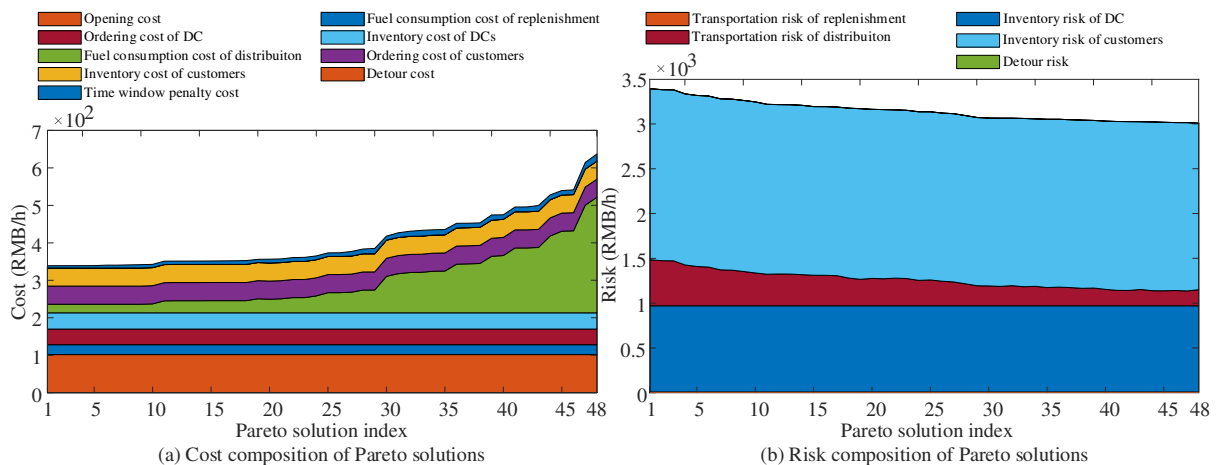 Opening cost
Fuel consumption cost of replenishment
Ordering cost of DC
Inventory cost of DCs
Fuel consumption cost of distribuiton
Ordering cost of customers
Inventory cost of customers
Detour cost
Time window penalty cost
×10²
7
6
5
4
3
2
1
0
Cost (RMB/h)
1 5 10 15 20 25 30 35 40 45 48
Pareto solution index
(a) Cost composition of Pareto solutions
Transportation risk of replenishment
Inventory risk of DC
Transportation risk of distribuiton
Inventory risk of customers
Detour risk
3.5 ×10³
3
2.5
2
1.5
1
0.5
0
Risk (RMB/h)
1 5 10 15 20 25 30 35 40 45 48
Pareto solution index
(b) Risk composition of Pareto solutions